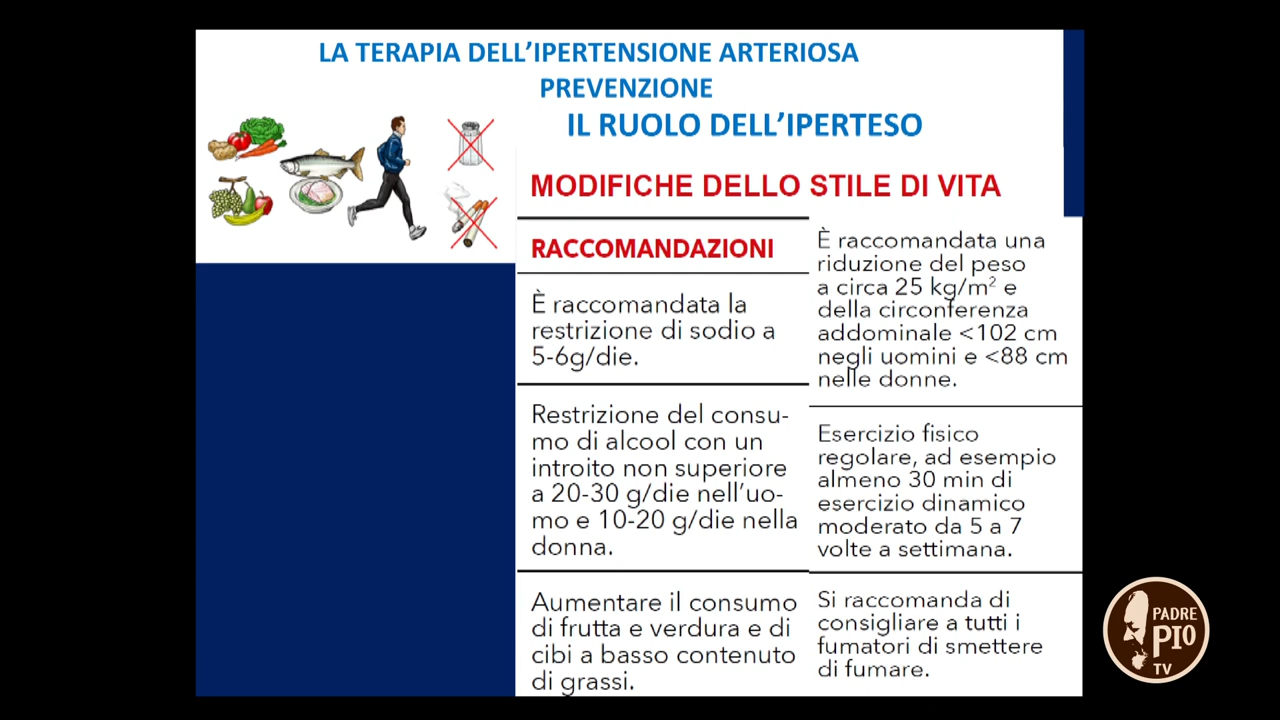 LA TERAPIA DELL'IPERTENSIONE ARTERIOSA
PREVENZIONE
IL RUOLO DELL'IPERTESO
MODIFICHE DELLO STILE DI VITA
RACCOMANDAZIONI
È raccomandata la
restrizione di sodio a
5-6g/die.
Restrizione del consu-
mo di alcool con un
introito non superiore
a 20-30 g/die nell'uo-
mo e 10-20 g/die nella
donna.
Aumentare il consumo
di frutta e verdura e di
cibi a basso contenuto
di grassi.
È raccomandata una
riduzione del peso
a circa 25 kg/m² e
della circonferenza
addominale <102 cm
negli uomini e <88 cm
nelle donne.
Esercizio fisico
regolare, ad esempio
almeno 30 min di
esercizio dinamico
moderato da 5 a 7
volte a settimana.
Si raccomanda di
consigliare a tutti i
fumatori di smettere
di fumare.
PADRE
PIO
TV